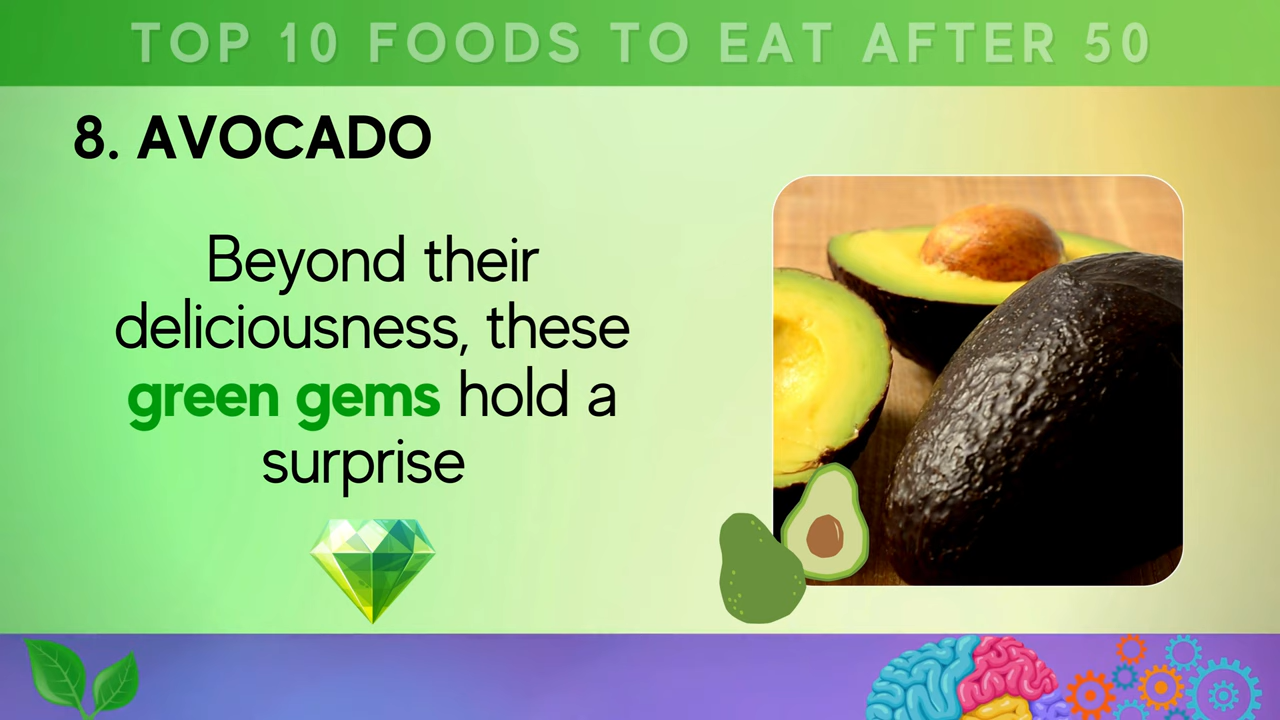 TOP 10 FOODS TO EAT AFTER 50
8. AVOCADO
Beyond their
deliciousness, these
green gems hold a
surprise